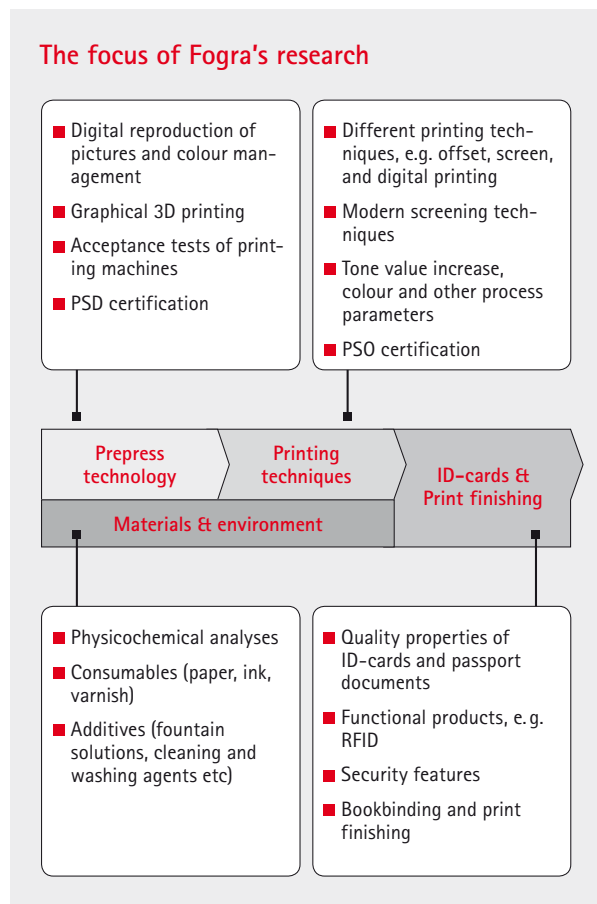 The focus of Fogra's research
Digital reproduction of
pictures and colour man-
agement
Graphical 3D printing
Acceptance tests of print-
ing machines
PSD certification
Different printing tech-
niques, e.g. offset, screen,
and digital printing
Modern screening tech-
niques
Tone value increase,
colour and other process
parameters
PSO certification
Prepress
technology
Printing
techniques
ID-cards &
Print finishing
Materials & environment
Physicochemical analyses
Consumables (paper, ink,
varnish)
Additives (fountain
solutions, cleaning and
washing agents etc)
Quality properties of
ID-cards and passport
documents
Functional products, e. g.
RFID
Security features
Bookbinding and print
finishing